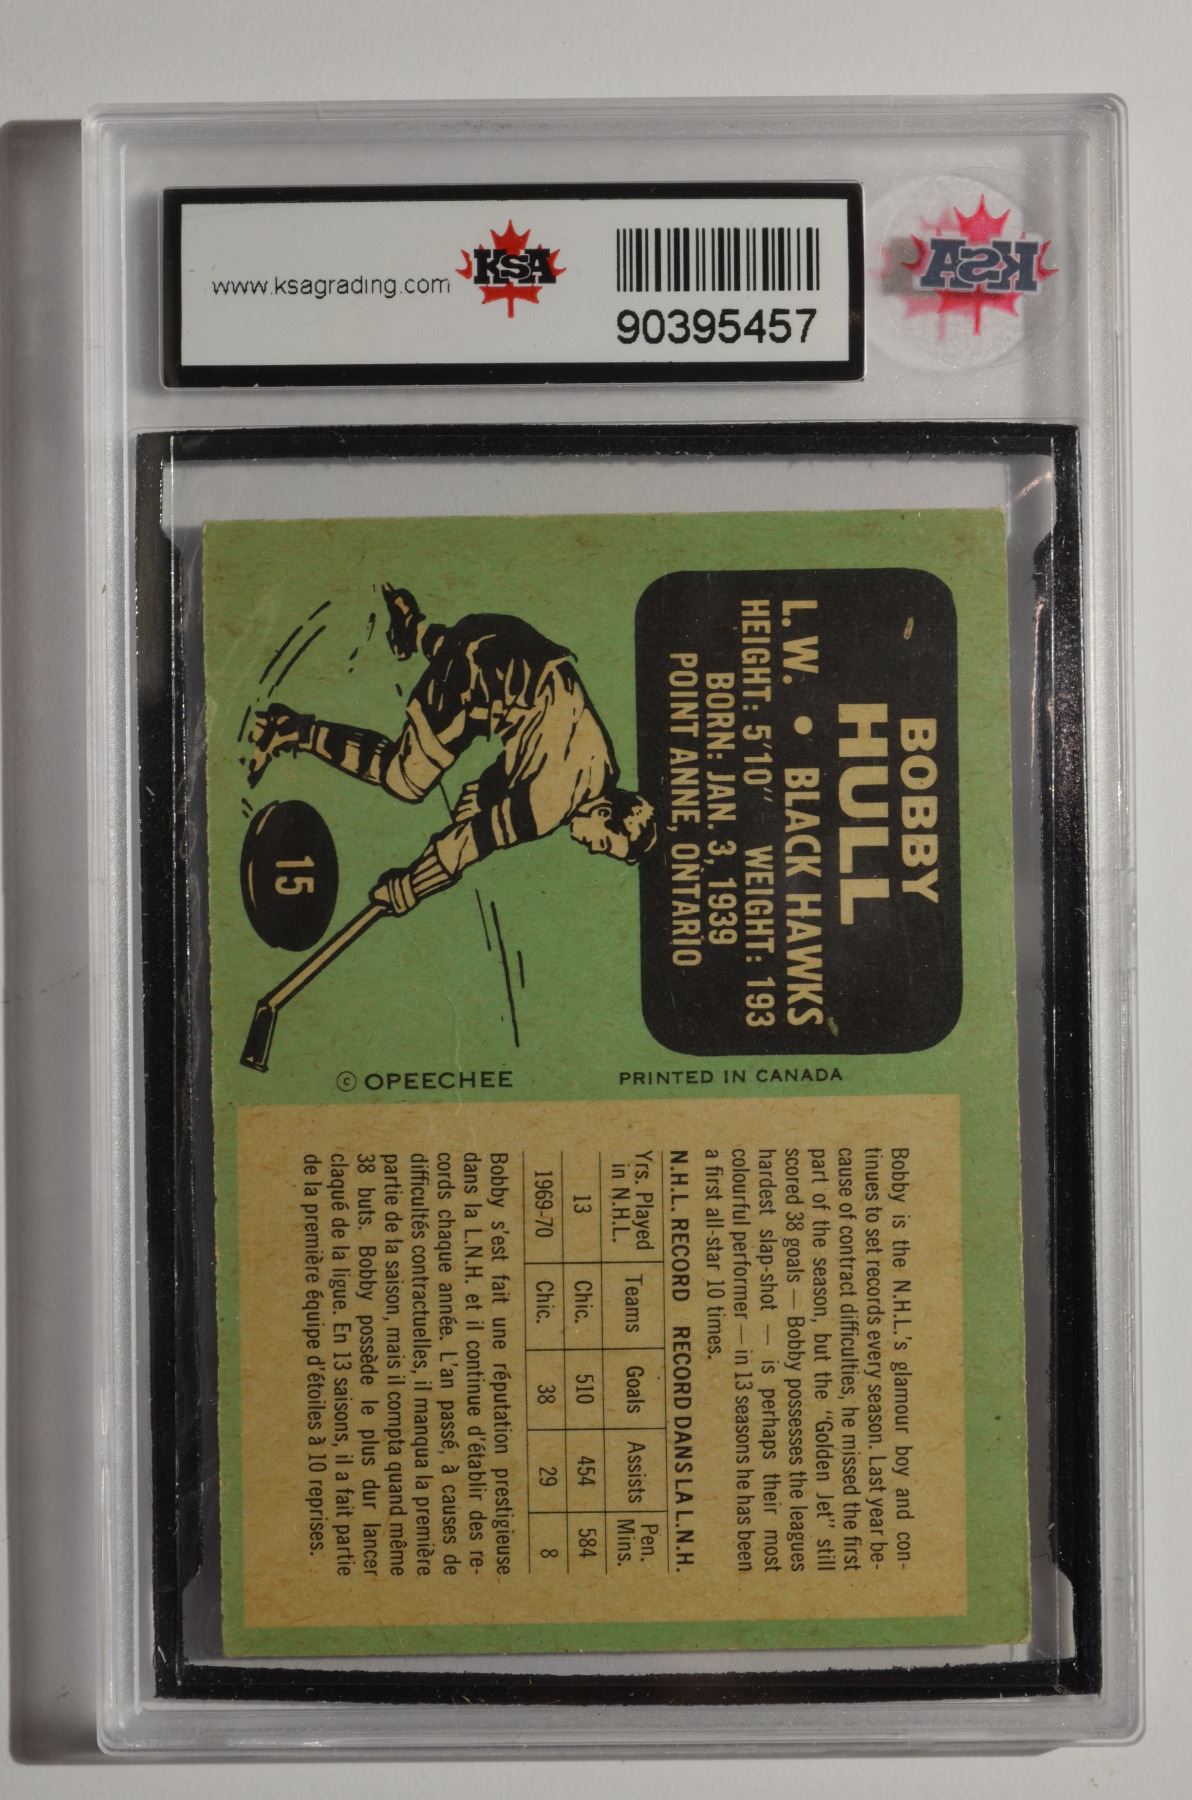 www.ksagrading.com
KSA
90395457
KSA
BOBBY
HULL
L. W. • BLACK HAWKS
HEIGHT: 5'10" WEIGHT: 193
BORN: JAN. 3, 1939
POINT ANNE, ONTARIO
15
© OPEECHEE
PRINTED IN CANADA
Bobby is the N.H.L.'s glamour boy and con-
tinues to set records every season. Last year be-
cause of contract difficulties, he missed the first
part of the season, but the "Golden Jet" still
scored 38 goals — Bobby possesses the leagues
hardest slap-shot — is perhaps their most
colourful performer — in 13 seasons he has been
a first all-star 10 times.
N.H.L. RECORD RECORD DANS LA L.N.H.
Yrs. Played in N.H.L. Teams Goals Assists Pen. Mins.
13 Chic. 510 454 584
1969-70 Chic. 38 29 8
Bobby s'est fait une réputation prestigieuse
dans la L.N.H. et il continue d'établir des re-
cords chaque année. L'an passé, à causes de
difficultés contractuelles, il manqua la première
partie de la saison, mais il compta quand même
38 buts. Bobby possède le plus dur lancer
claqué de la ligue. En 13 saisons, il a fait partie
de la première équipe d'étoiles à 10 reprises.